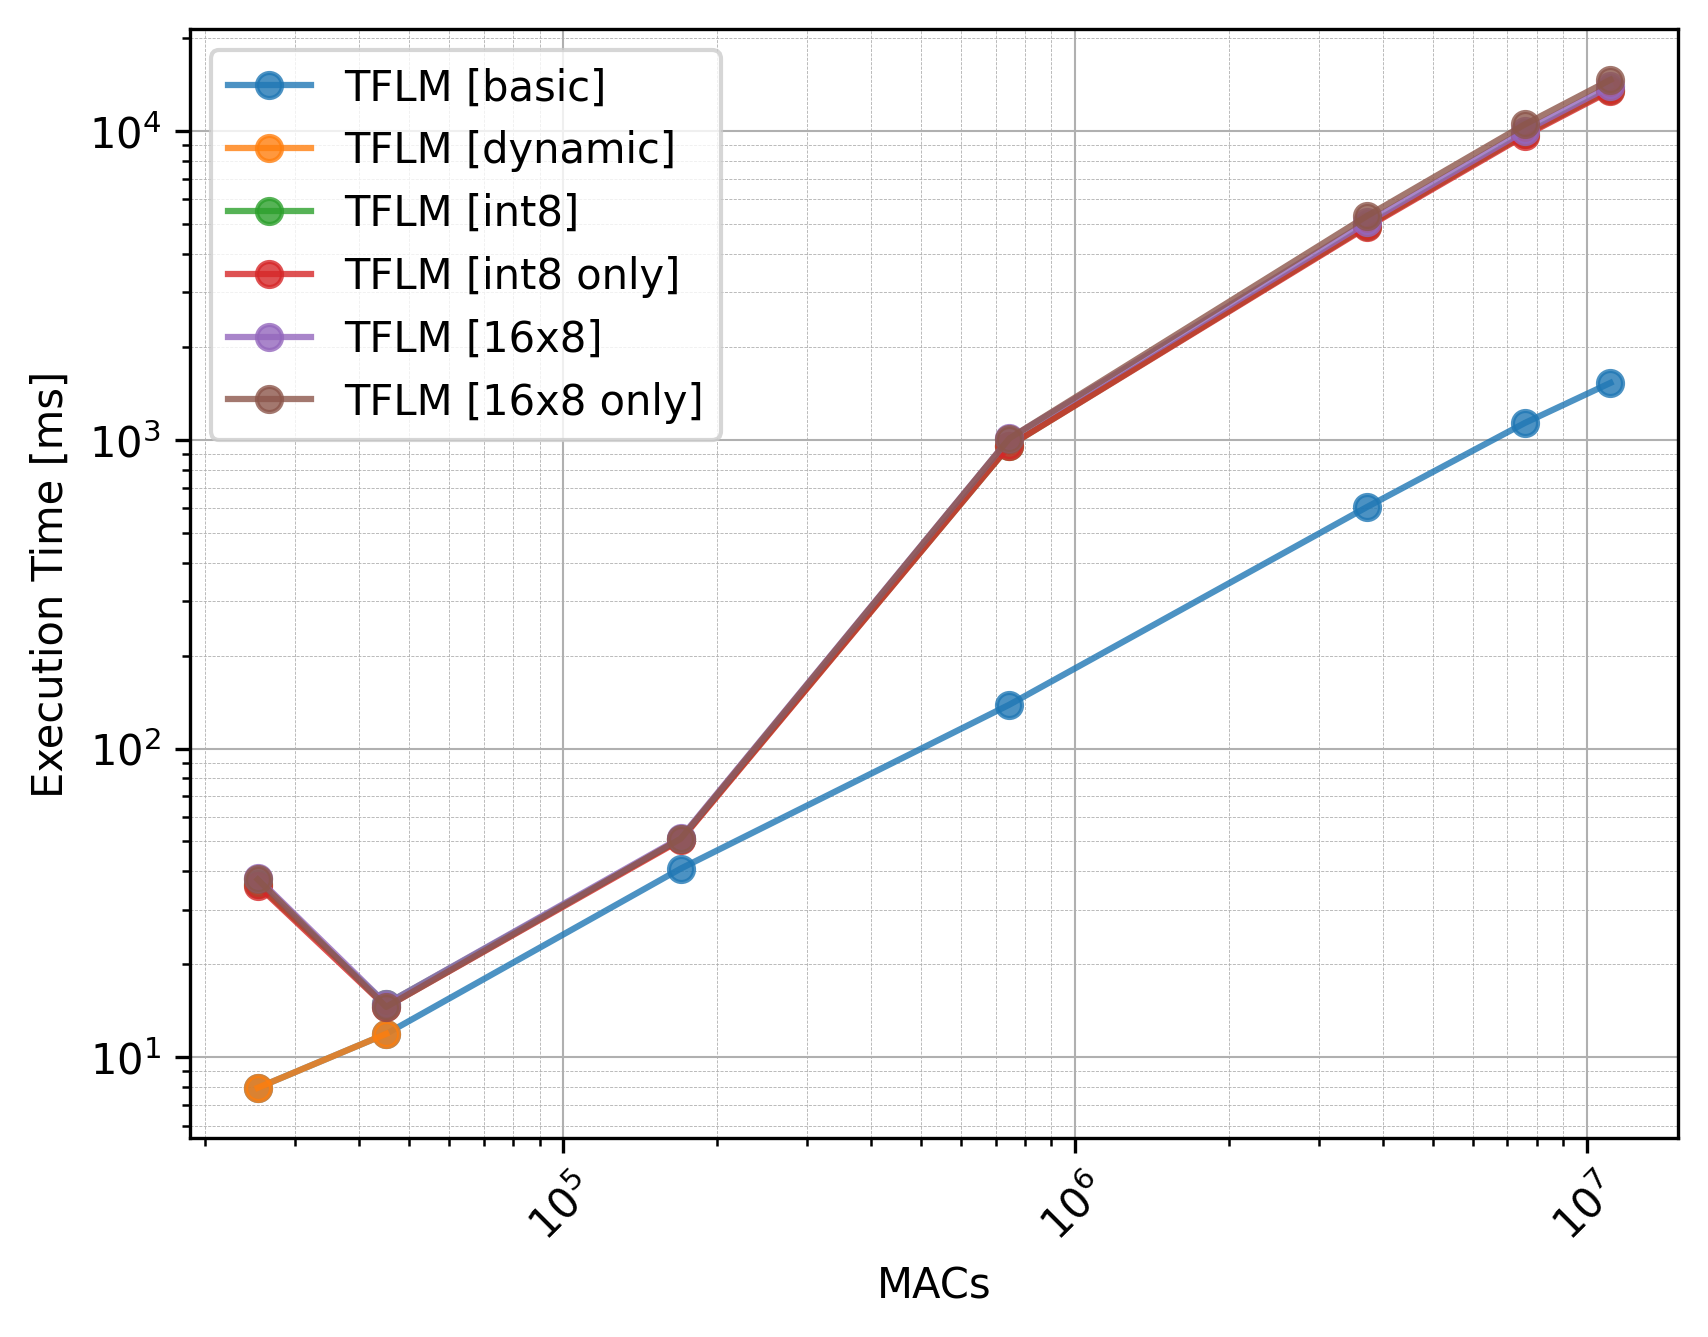 TFLM [basic]
TFLM [dynamic]
TFLM [int8]
TFLM [int8 only]
TFLM [16x8]
TFLM [16x8 only]
Execution Time [ms]
10⁴
10³
10²
10¹
10⁵
10⁶
10⁷
MACs